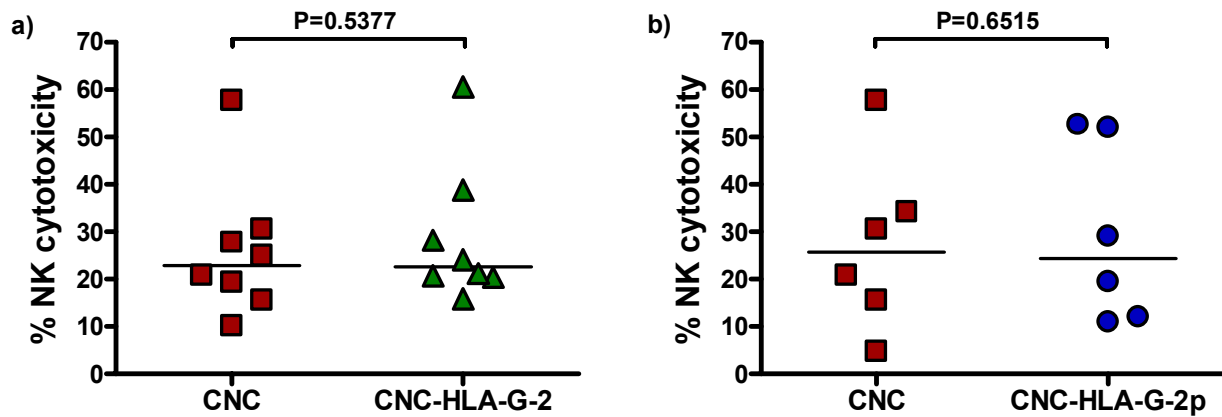 a)
P=0.5377
% NK cytotoxicity
70
60
50
40
30
20
10
0
CNC
CNC-HLA-G-2
b)
P=0.6515
% NK cytotoxicity
70
60
50
40
30
20
10
0
CNC
CNC-HLA-G-2p